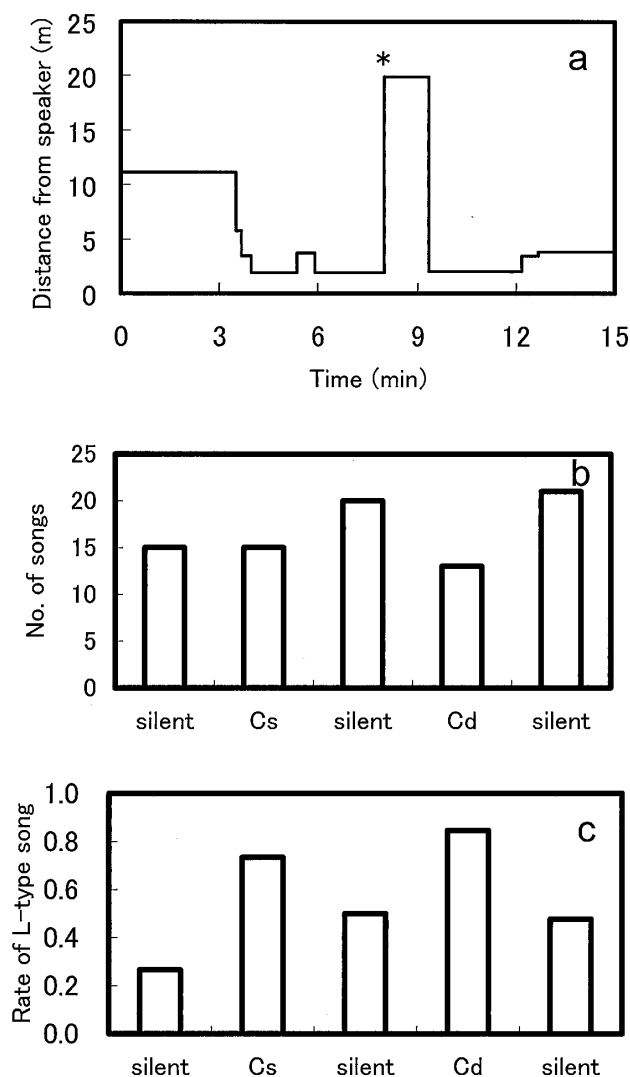 Distance from speaker (m)
25
20
15
10
5
0
*
a
0 3 6 9 12 15
Time (min)
No. of songs
25
20
15
10
5
0
b
silent Cs silent Cd silent
Rate of L-type song
1.0
0.8
0.6
0.4
0.2
0.0
c
silent Cs silent Cd silent